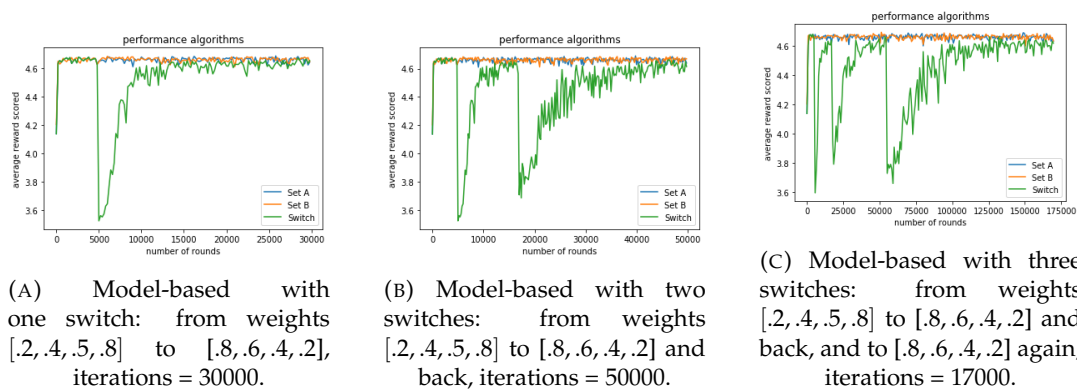 performance algorithms
average reward scored
4.6
4.4
4.2
4.0
3.8
3.6
Set A
Set B
Switch
0 5000 10000 15000 20000 25000 30000
number of rounds
(A) Model-based with
one switch: from weights
[.2,.4,.5,.8] to [.8,.6,.4,.2],
iterations = 30000.
performance algorithms
average reward scored
4.6
4.4
4.2
4.0
3.8
3.6
Set A
Set B
Switch
0 10000 20000 30000 40000 50000
number of rounds
(B) Model-based with two
switches: from weights
[.2,.4,.5,.8] to [.8,.6,.4,.2] and
back, iterations = 50000.
performance algorithms
average reward scored
4.6
4.4
4.2
4.0
3.8
3.6
Set A
Set B
Switch
0 25000 50000 75000 100000 125000 150000 175000
number of rounds
(C) Model-based with three
switches: from weights
[.2,.4,.5,.8] to [.8,.6,.4,.2] and
back, and to [.8,.6,.4,.2] again,
iterations = 17000.